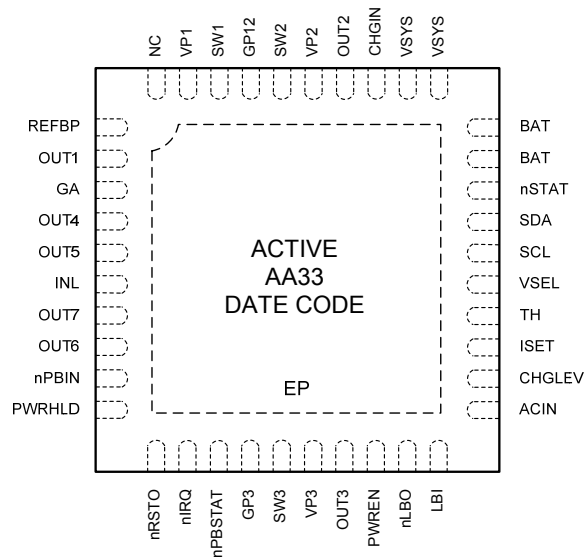 NC
VP1
SW1
GP12
SW2
VP2
OUT2
CHGIN
VSYS
VSYS
REFBP
OUT1
GA
OUT4
OUT5
INL
OUT7
OUT6
nPBIN
PWRHLD
ACTIVE
AA33
DATE CODE
EP
BAT
BAT
nSTAT
SDA
SCL
VSEL
TH
ISET
CHGLEV
ACIN
nRSTO
nIRQ
nPBSTAT
GP3
SW3
VP3
OUT3
PWREN
nLBO
LBI